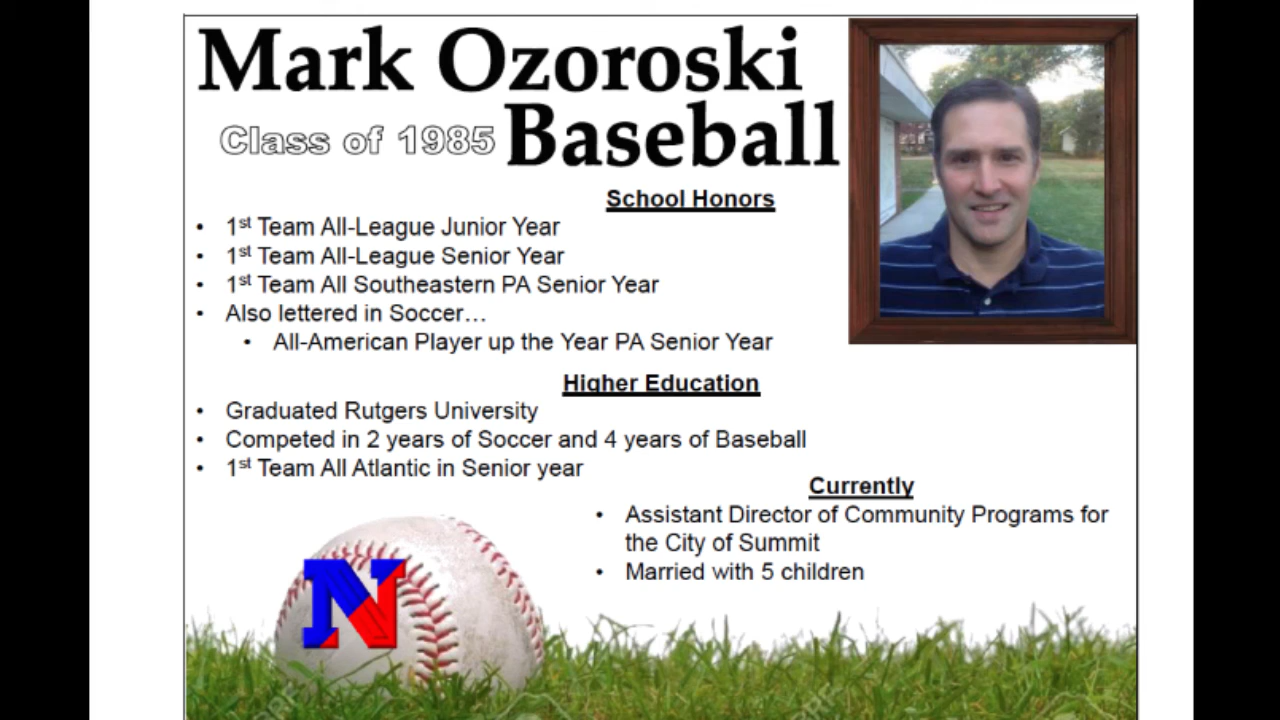 Mark Ozoroski
Class of 1985 Baseball
School Honors
• 1st Team All-League Junior Year
• 1st Team All-League Senior Year
• 1st Team All Southeastern PA Senior Year
• Also lettered in Soccer…
• All-American Player up the Year PA Senior Year
Higher Education
• Graduated Rutgers University
• Competed in 2 years of Soccer and 4 years of Baseball
• 1st Team All Atlantic in Senior year
Currently
• Assistant Director of Community Programs for
the City of Summit
• Married with 5 children
N